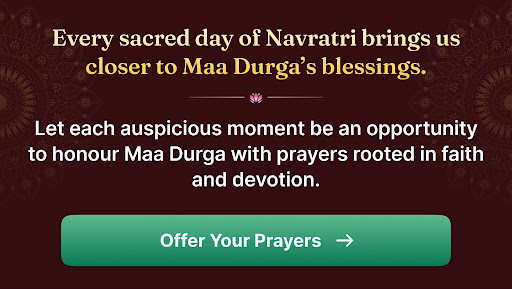 Every sacred day of Navratri brings us
closer to Maa Durga’s blessings.
Let each auspicious moment be an opportunity
to honour Maa Durga with prayers rooted in faith
and devotion.
Offer Your Prayers →